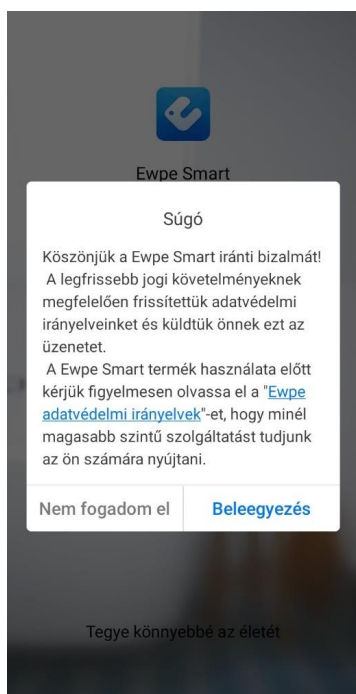 Ewpe Smart
Súgó
Köszönjük a Ewpe Smart iránti bizalmát!
A legfrissebb jogi követelményeknek
megfelelően frissítettük adatvédelmi
irányelveinket és küldtük önnek ezt az
üzenetet.
A Ewpe Smart termék használata előtt
kérjük figyelmesen olvassa el a "Ewpe
adatvédelmi irányelvek"-et, hogy minél
magasabb szintű szolgáltatást tudjunk
az ön számára nyújtani.
Nem fogadom el
Beleegyezés
Tegye könnyebbé az életét